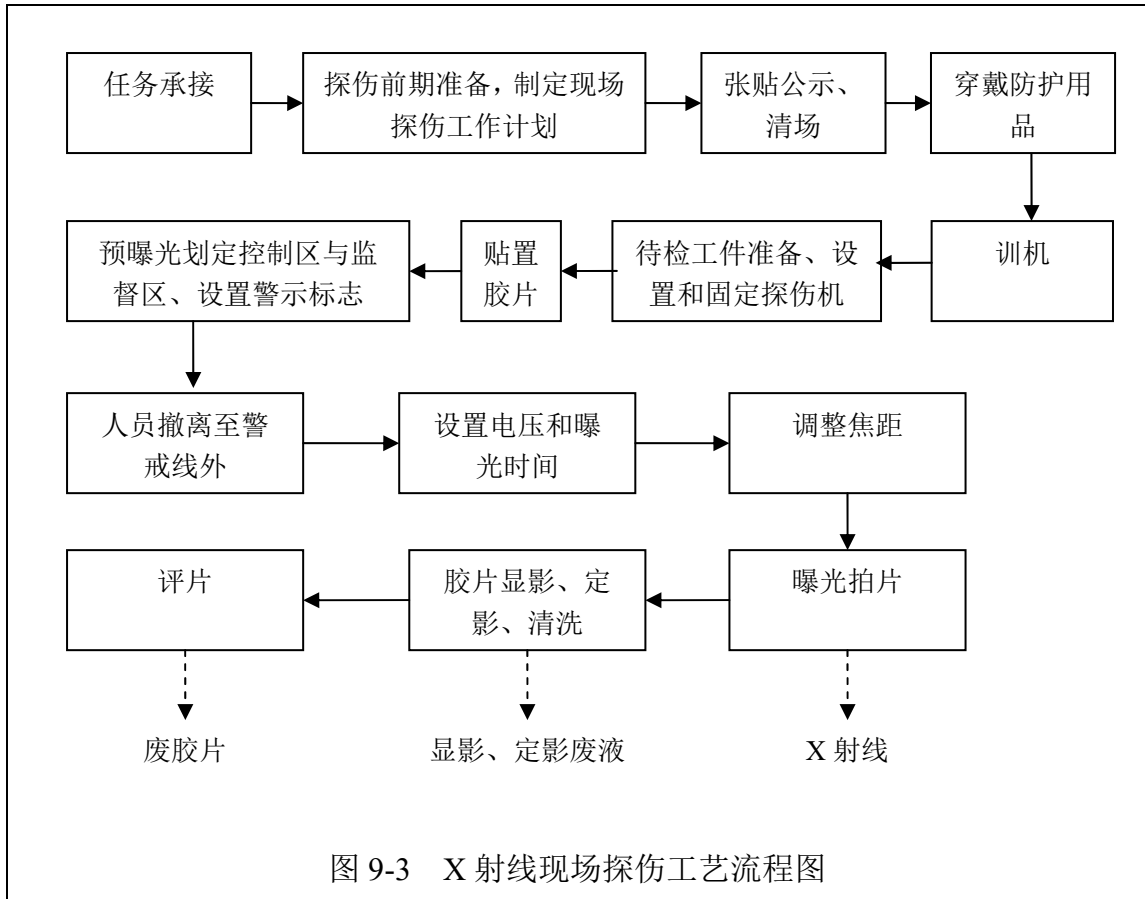 任务承接
探伤前期准备，制定现场
探伤工作计划
张贴公示、
清场
穿戴防护用
品
训机
待检工件准备、设
置和固定探伤机
贴置
胶片
预曝光划定控制区与监
督区、设置警示标志
人员撤离至警
戒线外
设置电压和曝
光时间
调整焦距
曝光拍片
胶片显影、定
影、清洗
评片
废胶片
显影、定影废液
X 射线
图 9-3 X 射线现场探伤工艺流程图